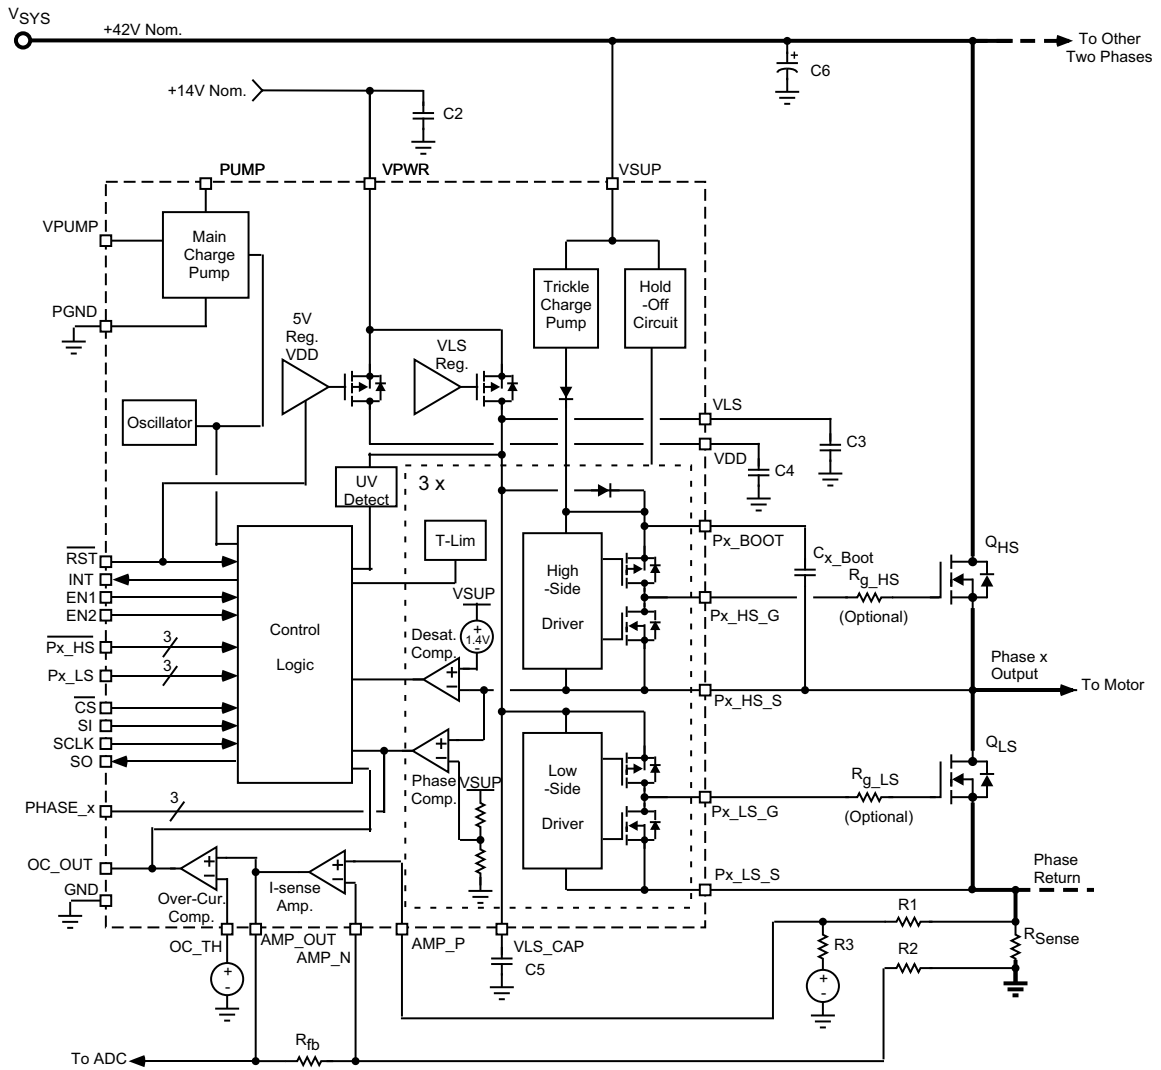 VSYS
+42V Nom.
To Other
Two Phases
C6
+14V Nom.
C2
PUMP
VPWR
VSUP
VPUMP
Main
Charge
Pump
Trickle
Charge
Pump
Hold
-Off
Circuit
PGND
5V
Reg.
VDD
VLS
Reg.
Oscillator
VLS
C3
VDD
C4
UV
Detect
3 x
T-Lim
Px_BOOT
Cx_Boot
QHS
RST
INT
EN1
EN2
Px_HS
3
Px_LS
3
CS
SI
SCLK
SO
Control
Logic
VSUP
+
1.4V
-
Desat.
Comp.
+
-
High
-Side
Driver
Rg_HS
(Optional)
Px_HS_G
Phase x
Output
To Motor
Px_HS_S
+
-
Phase
Comp.
VSUP
Low
-Side
Driver
QLS
Rg_LS
(Optional)
Px_LS_G
PHASE_x
3
OC_OUT
GND
+
-
Over-Cur.
Comp.
+
-
I-sense
Amp.
Px_LS_S
Phase
Return
R1
R2
R3
RSense
OC_TH
AMP_OUT
AMP_N
AMP_P
VLS_CAP
C5
+
-
+
-
Rfb
To ADC